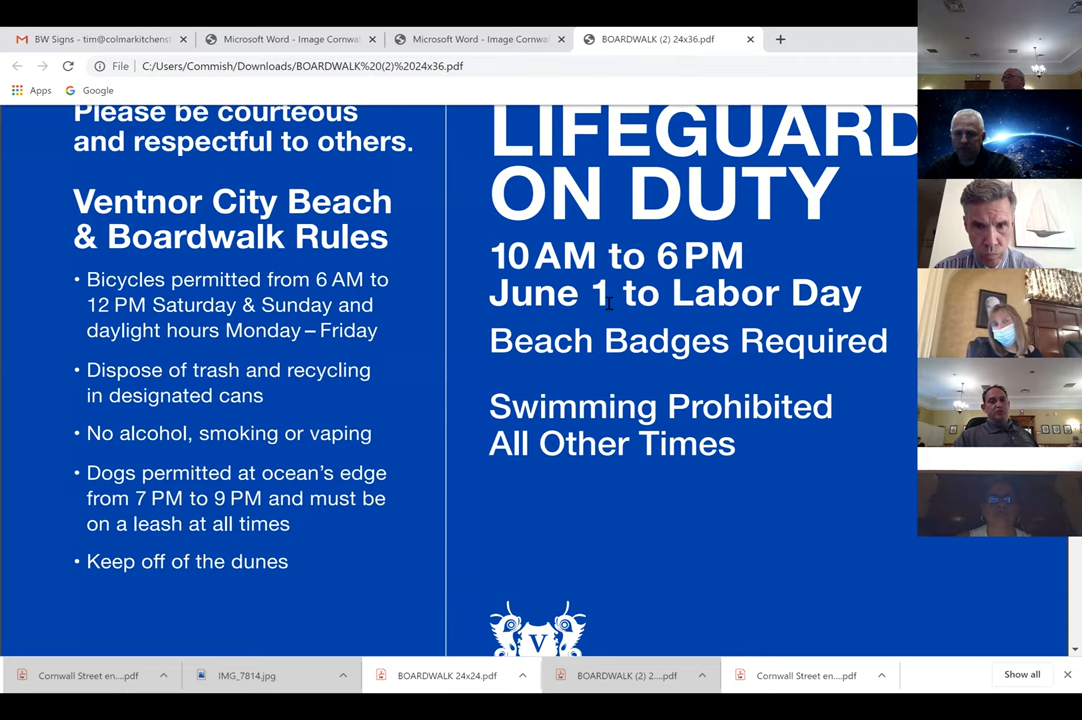 BW Signs - tim@colmarkitchens
Microsoft Word - Image Cornwa
Microsoft Word - Image Cornwa
BOARDWALK (2) 24x36.pdf
File
C:/Users/Commish/Downloads/BOARDWALK%20(2)%2024x36.pdf
Apps
Google
Please be courteous
and respectful to others.
Ventnor City Beach
& Boardwalk Rules
• Bicycles permitted from 6 AM to
12 PM Saturday & Sunday and
daylight hours Monday – Friday
• Dispose of trash and recycling
in designated cans
• No alcohol, smoking or vaping
• Dogs permitted at ocean's edge
from 7 PM to 9 PM and must be
on a leash at all times
• Keep off of the dunes
LIFEGUARD
ON DUTY
10 AM to 6 PM
June 1 to Labor Day
Beach Badges Required
Swimming Prohibited
All Other Times
V
Cornwall Street en....pdf
IMG_7814.jpg
BOARDWALK 24x24.pdf
BOARDWALK (2) 2....pdf
Cornwall Street en....pdf
Show all